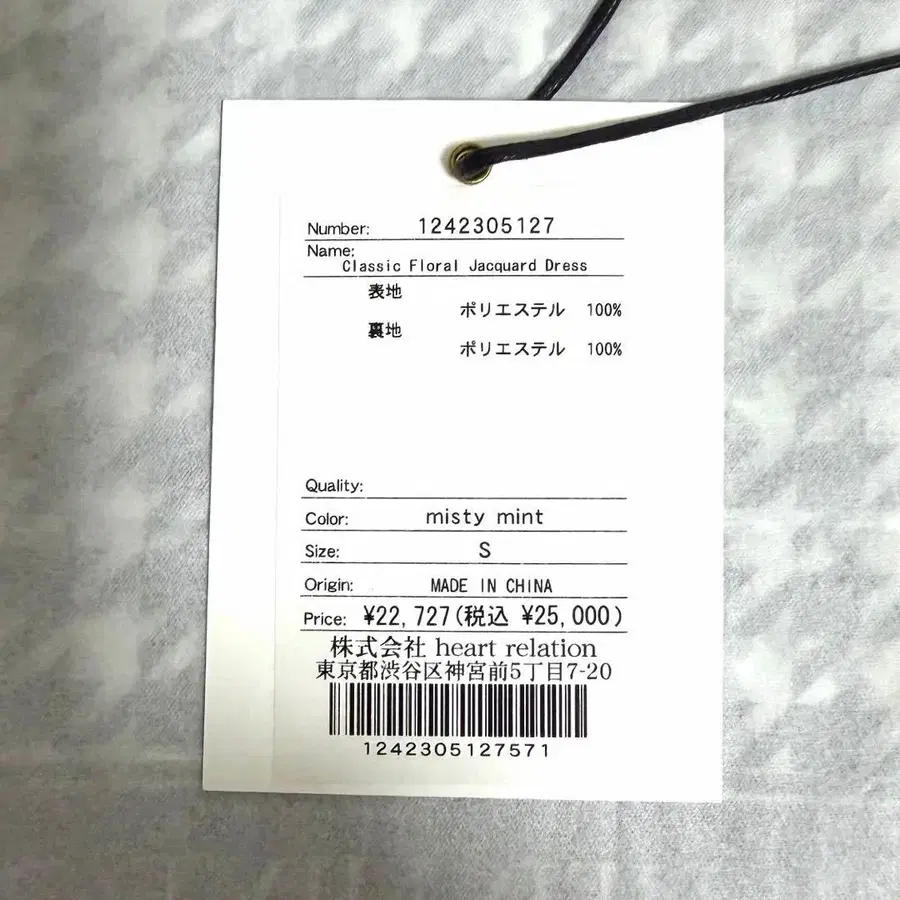 Number: 1242305127
Name:
Classic Floral Jacquard Dress
表地
ポリエステル 100%
裏地
ポリエステル 100%
Quality:
Color: misty mint
Size: S
Origin: MADE IN CHINA
Price: ¥22,727(税込 ¥25,000)
株式会社 heart relation
東京都渋谷区神宮前5丁目7-20
1242305127571